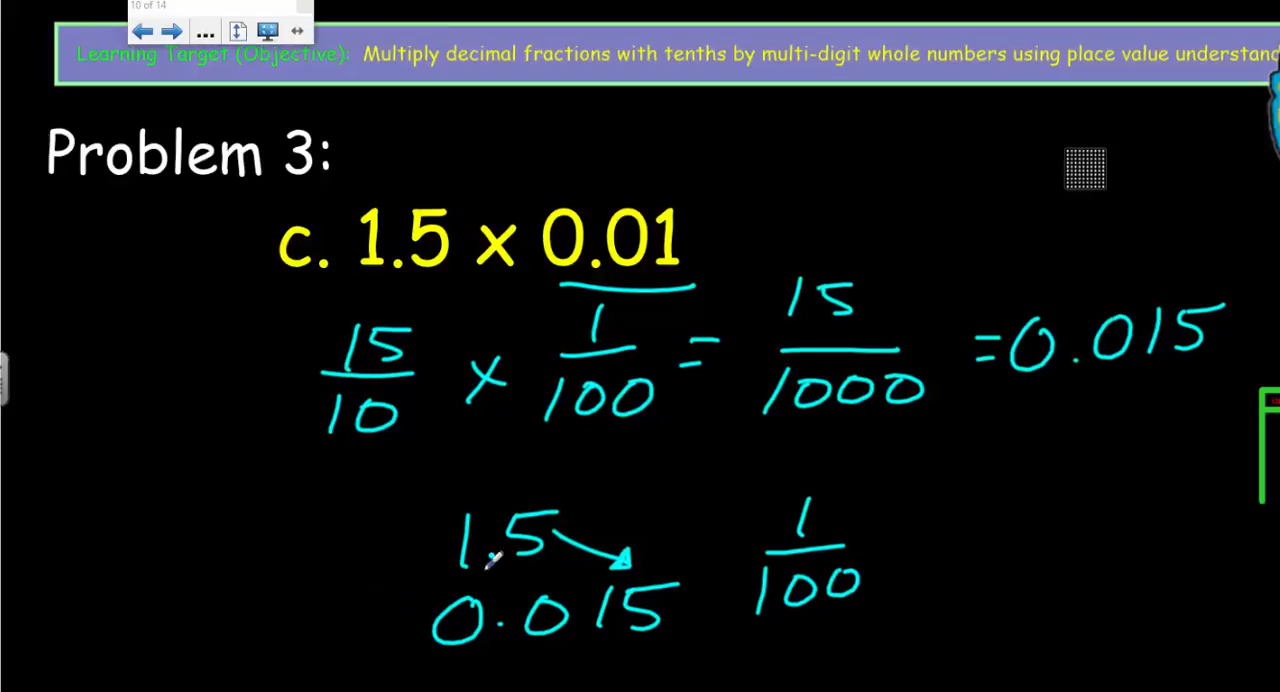 10 of 14
...
Learning Target (Objective): Multiply decimal fractions with tenths by multi-digit whole numbers using place value
Problem 3:
c. 1.5 x 0.01
15/10 x 1/100 = 15/1000 = 0.015
1.5 1/100
0.015